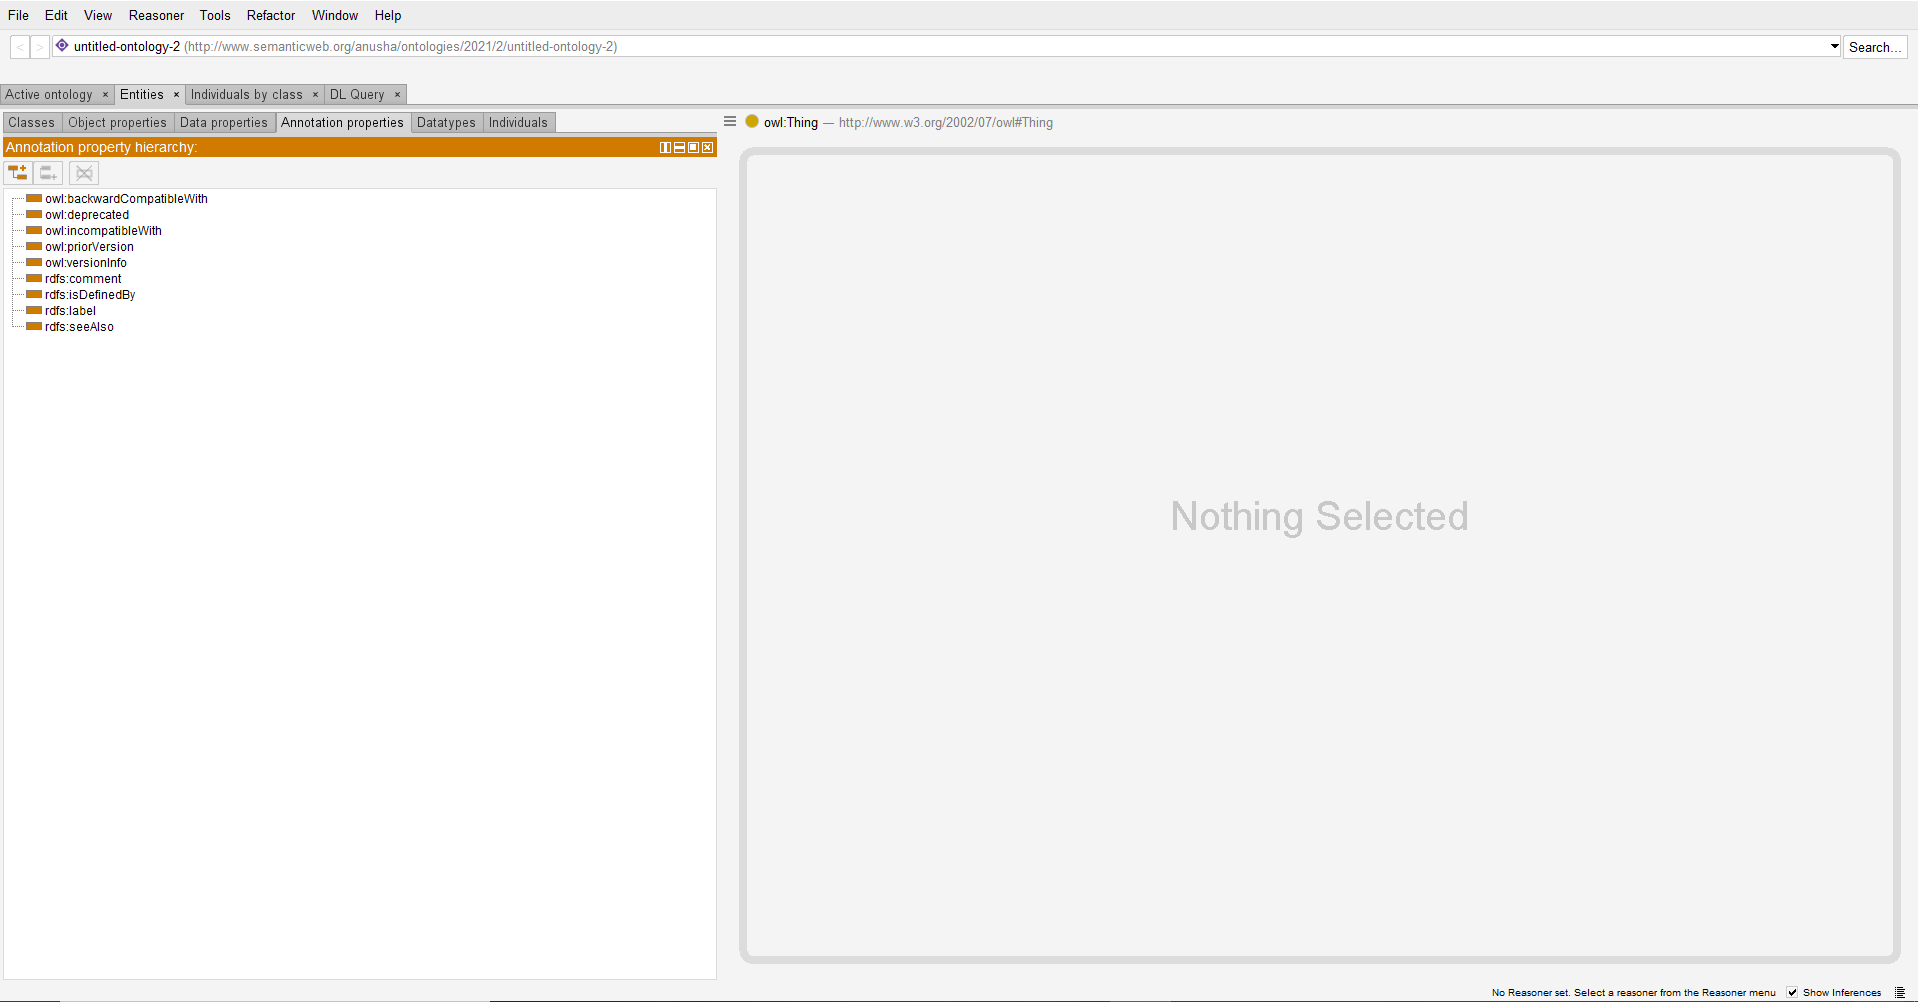 File Edit View Reasoner Tools Refactor Window Help
< > untitled-ontology-2 (http://www.semanticweb.org/anusha/ontologies/2021/2/untitled-ontology-2) Search...
Active ontology × Entities × Individuals by class × DL Query ×
Classes Object properties Data properties Annotation properties Datatypes Individuals
owl:Thing — http://www.w3.org/2002/07/owl#Thing
Annotation property hierarchy:
owl:backwardCompatibleWith
owl:deprecated
owl:incompatibleWith
owl:priorVersion
owl:versionInfo
rdfs:comment
rdfs:isDefinedBy
rdfs:label
rdfs:seeAlso
Nothing Selected
No Reasoner set. Select a reasoner from the Reasoner menu Show Inferences